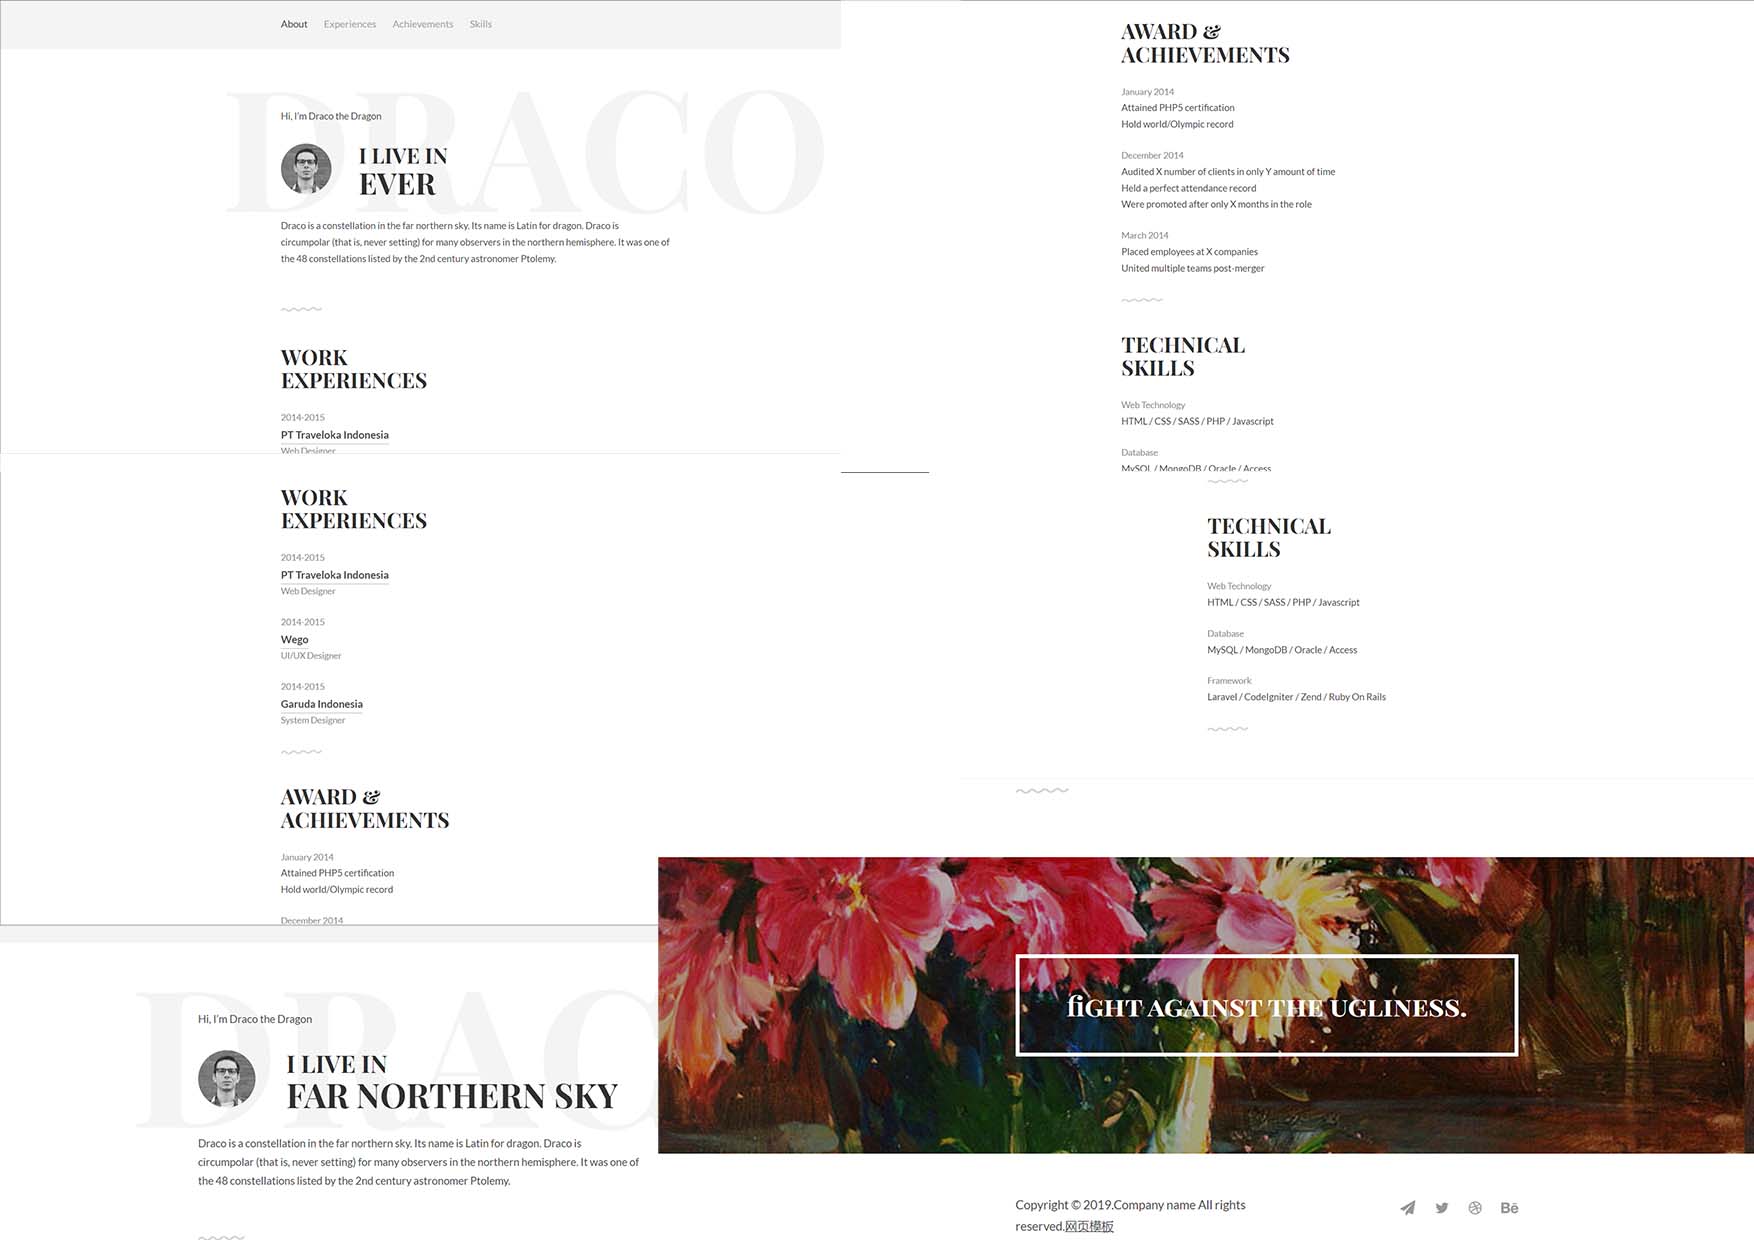 About Experiences Achievements Skills
DRACO
Hi, I'm Draco the Dragon
I LIVE IN
EVER
Draco is a constellation in the far northern sky. Its name is Latin for dragon. Draco is
circumpolar (that is, never setting) for many observers in the northern hemisphere. It was one of
the 48 constellations listed by the 2nd century astronomer Ptolemy.
WORK
EXPERIENCES
2014-2015
PT Traveloka Indonesia
Web Designer
WORK
EXPERIENCES
2014-2015
PT Traveloka Indonesia
Web Designer
2014-2015
Wego
UI/UX Designer
2014-2015
Garuda Indonesia
System Designer
AWARD &
ACHIEVEMENTS
January 2014
Attained PHP5 certification
Hold world/Olympic record
December 2014
DRAC
Hi, I'm Draco the Dragon
I LIVE IN
FAR NORTHERN SKY
Draco is a constellation in the far northern sky. Its name is Latin for dragon. Draco is
circumpolar (that is, never setting) for many observers in the northern hemisphere. It was one of
the 48 constellations listed by the 2nd century astronomer Ptolemy.
AWARD &
ACHIEVEMENTS
January 2014
Attained PHP5 certification
Hold world/Olympic record
December 2014
Audited X number of clients in only Y amount of time
Held a perfect attendance record
Were promoted after only X months in the role
March 2014
Placed employees at X companies
United multiple teams post-merger
TECHNICAL
SKILLS
Web Technology
HTML / CSS / SASS / PHP / Javascript
Database
MySQL / MongoDB / Oracle / Access
TECHNICAL
SKILLS
Web Technology
HTML / CSS / SASS / PHP / Javascript
Database
MySQL / MongoDB / Oracle / Access
Framework
Laravel / CodeIgniter / Zend / Ruby On Rails
fiGHT AGAINST THE UGLINESS.
Copyright © 2019.Company name All rights
reserved.网页模板
Bē